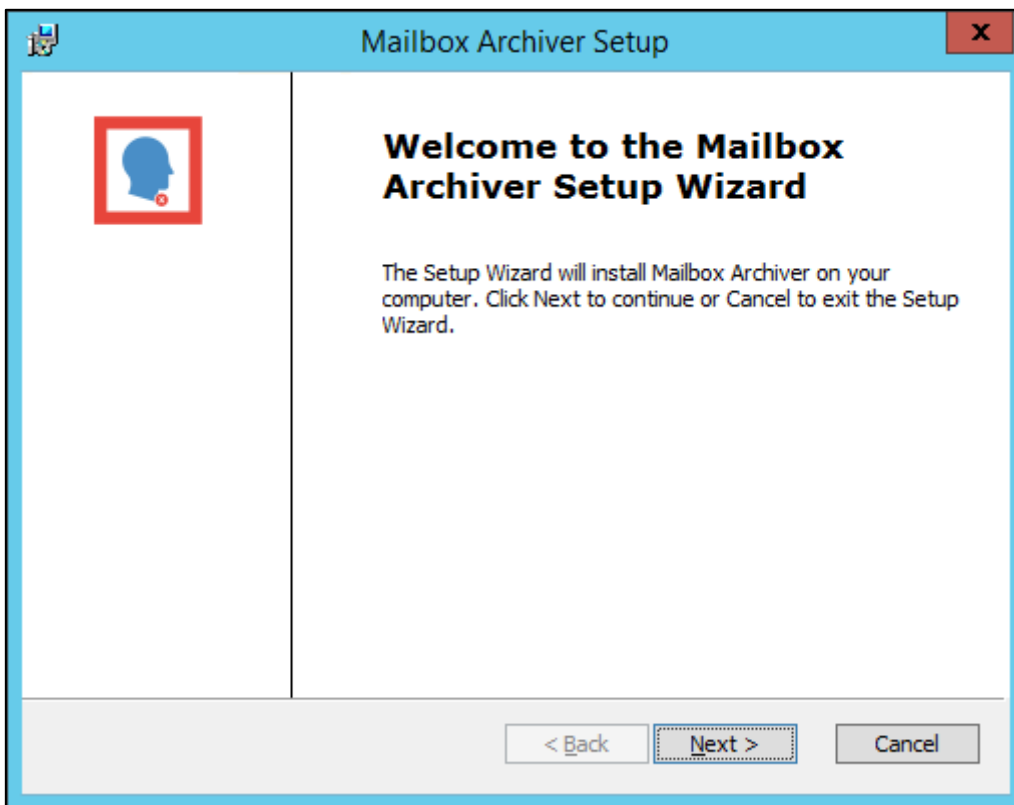 Mailbox Archiver Setup
x
Welcome to the Mailbox
Archiver Setup Wizard
The Setup Wizard will install Mailbox Archiver on your
computer. Click Next to continue or Cancel to exit the Setup
Wizard.
< Back
Next >
Cancel